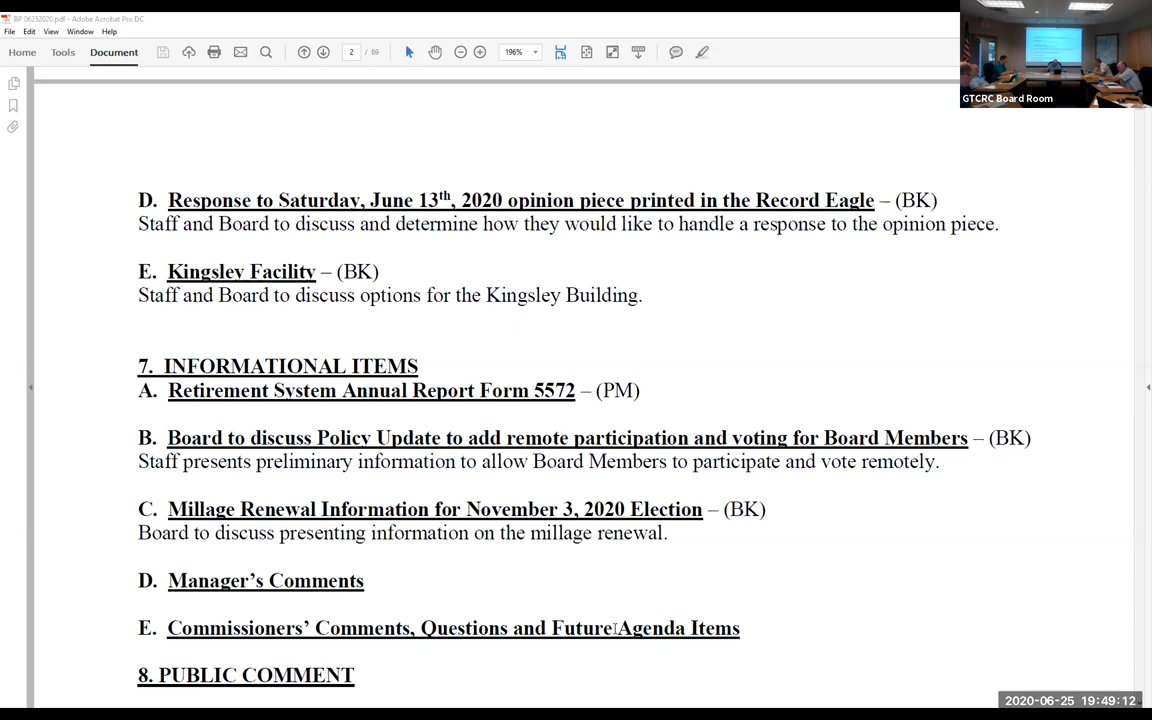 BP 06252020.pdf - Adobe Acrobat Pro DC
File Edit View Window Help
Home Tools Document 2 / 69 196%
GTCRC Board Room
D. Response to Saturday, June 13th, 2020 opinion piece printed in the Record Eagle – (BK)
Staff and Board to discuss and determine how they would like to handle a response to the opinion piece.
E. Kingsley Facility – (BK)
Staff and Board to discuss options for the Kingsley Building.
7. INFORMATIONAL ITEMS
A. Retirement System Annual Report Form 5572 – (PM)
B. Board to discuss Policy Update to add remote participation and voting for Board Members – (BK)
Staff presents preliminary information to allow Board Members to participate and vote remotely.
C. Millage Renewal Information for November 3, 2020 Election – (BK)
Board to discuss presenting information on the millage renewal.
D. Manager’s Comments
E. Commissioners’ Comments, Questions and Future Agenda Items
8. PUBLIC COMMENT
2020-06-25 19:49:12